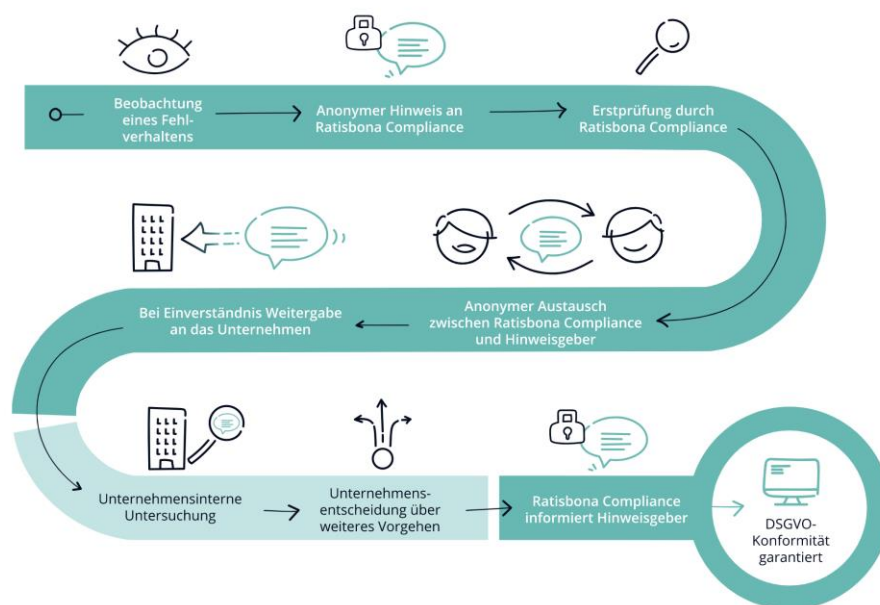 Beobachtung
eines Fehl-
verhaltens
Anonymer Hinweis an
Ratisbona Compliance
Erstprüfung durch
Ratisbona Compliance
Anonymer Austausch
zwischen Ratisbona Compliance
und Hinweisgeber
Bei Einverständnis Weitergabe
an das Unternehmen
Unternehmensinterne
Untersuchung
Unternehmens-
entscheidung über
weiteres Vorgehen
Ratisbona Compliance
informiert Hinweisgeber
DSGVO-
Konformität
garantiert